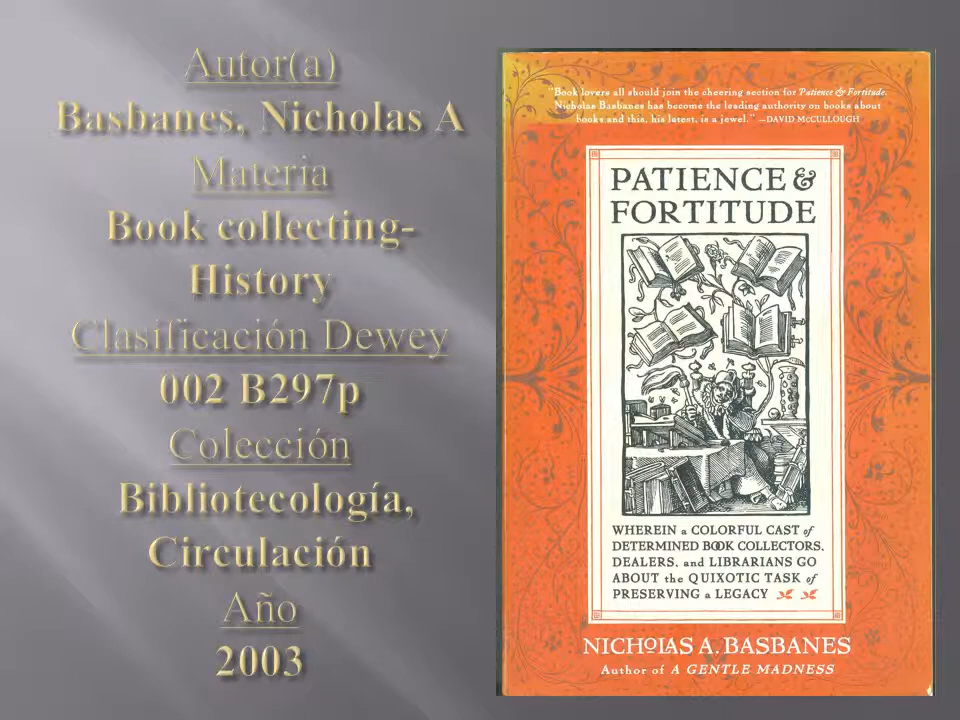 Autor(a)
Basbanes, Nicholas A
Materia
Book collecting-
History
Clasificación Dewey
002 B297p
Colección
Bibliotecología,
Circulación
Año
2003
"Book lovers all should join the cheering section for Patience & Fortitude.
Nicholas Basbanes has become the leading authority on books about
books and this, his latest, is a jewel." —DAVID McCULLOUGH
PATIENCE &
FORTITUDE
WHEREIN a COLORFUL CAST of
DETERMINED BOOK COLLECTORS,
DEALERS, and LIBRARIANS GO
ABOUT the QUIXOTIC TASK of
PRESERVING a LEGACY
NICHOLAS A. BASBANES
Author of A GENTLE MADNESS